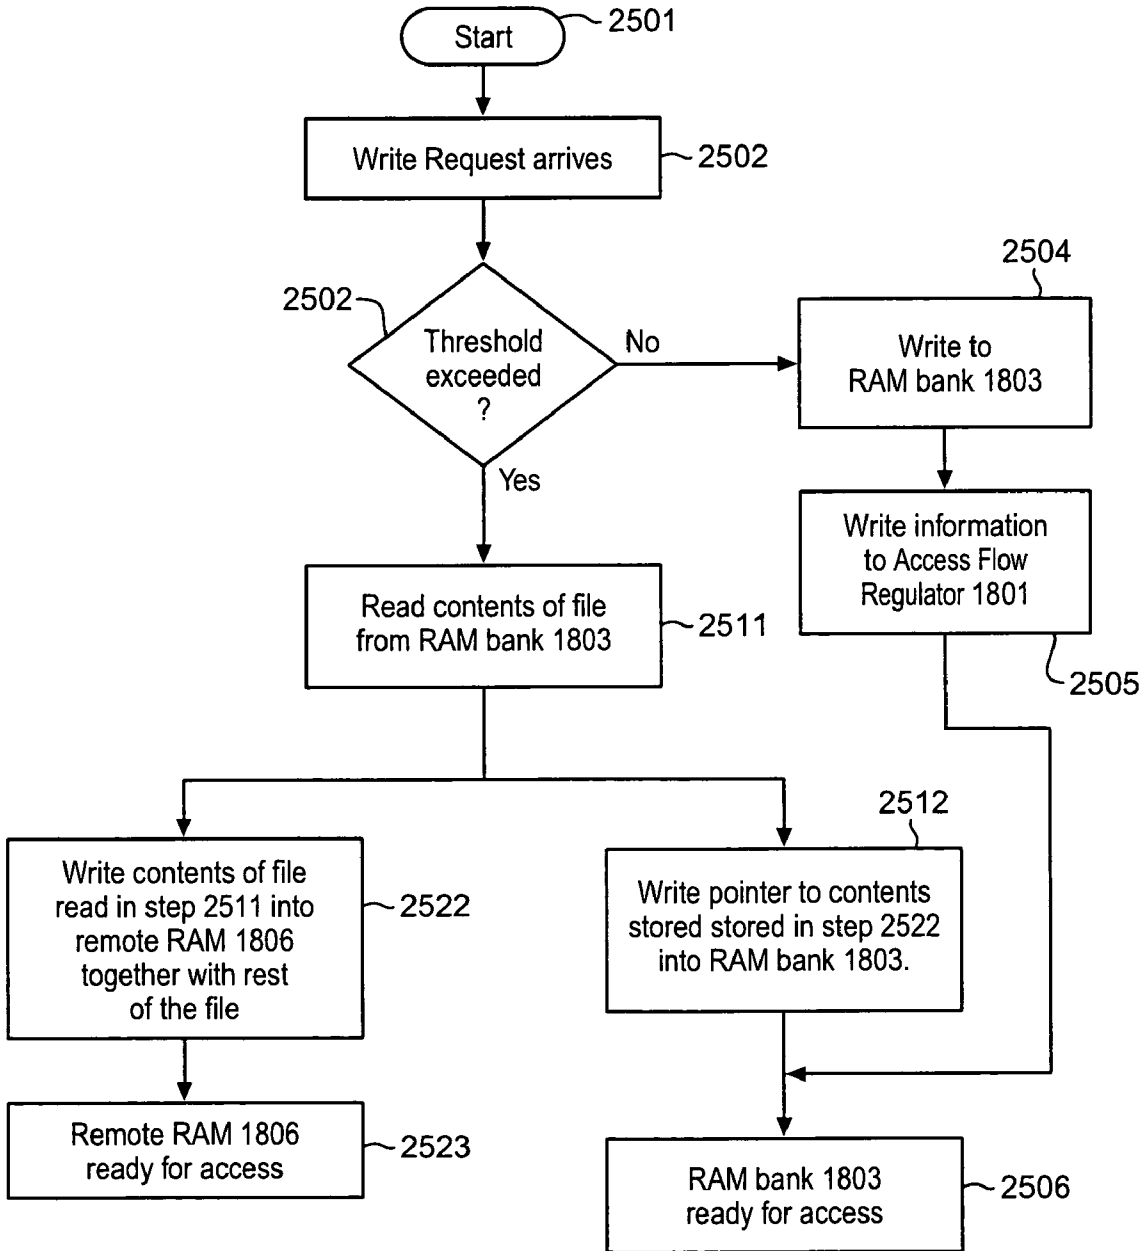 Start
2501
Write Request arrives
2502
2502
Threshold
exceeded
?
No
Yes
2504
Write to
RAM bank 1803
Write information
to Access Flow
Regulator 1801
2505
Read contents of file
from RAM bank 1803
2511
Write contents of file
read in step 2511 into
remote RAM 1806
together with rest
of the file
2522
2512
Write pointer to contents
stored stored in step 2522
into RAM bank 1803.
Remote RAM 1806
ready for access
2523
RAM bank 1803
ready for access
2506